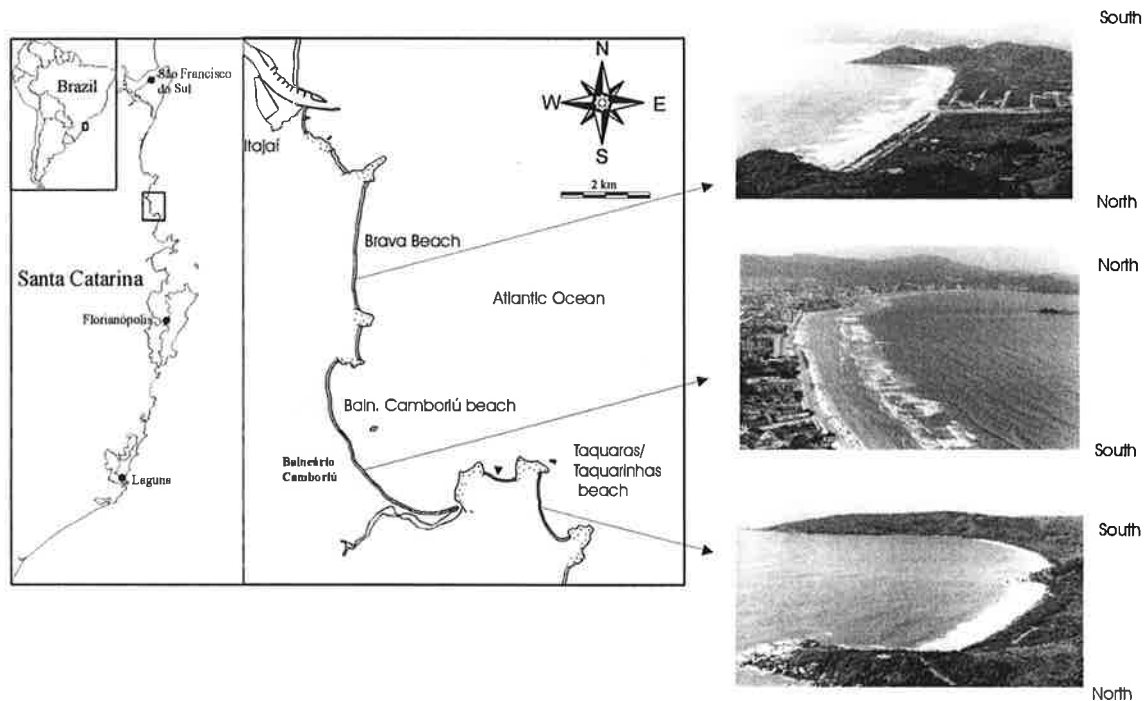 Brazil
São Francisco
do Sul
Santa Catarina
Florianópolis
Laguna
Itajaí
N
W E
S
2 km
Brava Beach
Atlantic Ocean
Baln. Camboriú beach
Balneário
Camboriú
Taquaras/
Taquarinhas
beach
South
North
North
South
South
North